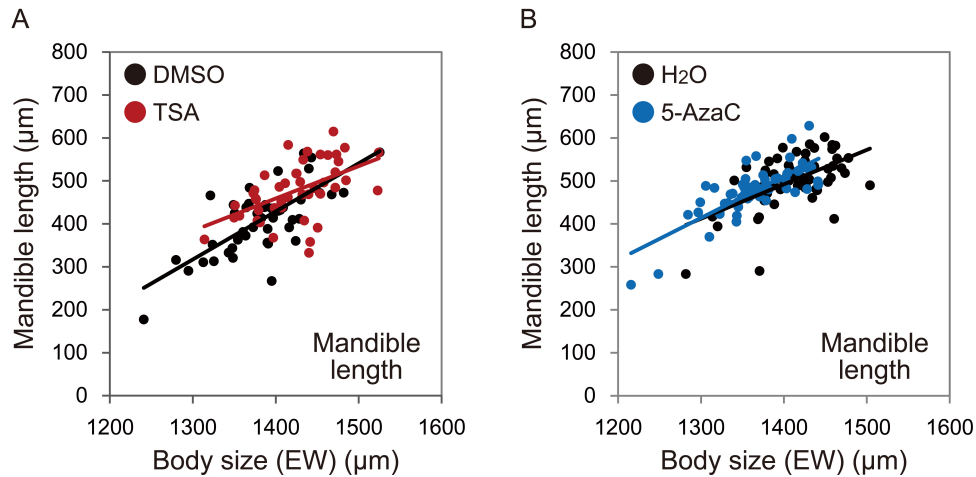 A
Mandible length (μm)
800
700
600
500
400
300
200
100
0
DMSO
TSA
Mandible
length
1200 1300 1400 1500 1600
Body size (EW) (μm)
B
Mandible length (μm)
800
700
600
500
400
300
200
100
0
H2O
5-AzaC
Mandible
length
1200 1300 1400 1500 1600
Body size (EW) (μm)